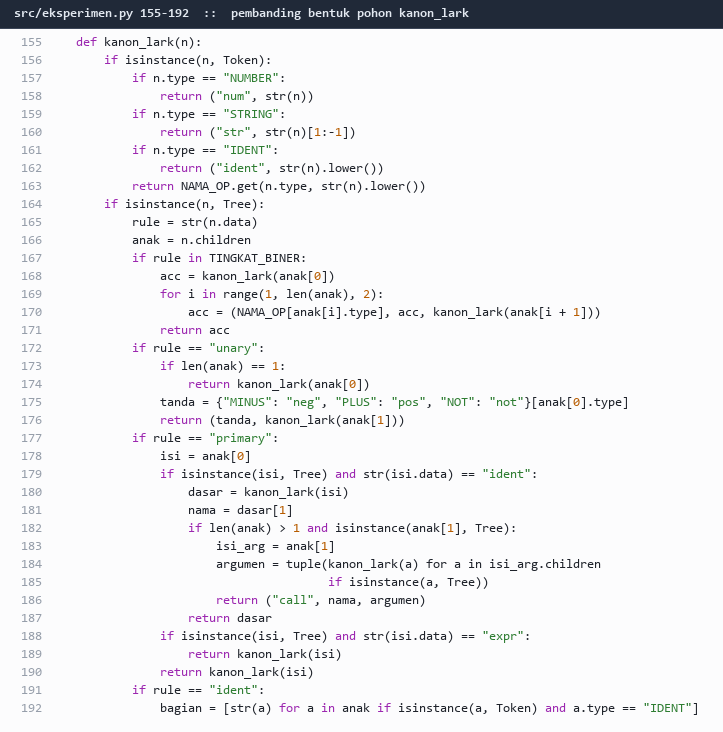 src/eksperimen.py 155-192  ::  pembanding bentuk pohon kanon_lark
155     def kanon_lark(n):
156         if isinstance(n, Token):
157             if n.type == "NUMBER":
158                 return ("num", str(n))
159             if n.type == "STRING":
160                 return ("str", str(n)[1:-1])
161             if n.type == "IDENT":
162                 return ("ident", str(n).lower())
163             return NAMA_OP.get(n.type, str(n).lower())
164         if isinstance(n, Tree):
165             rule = str(n.data)
166             anak = n.children
167             if rule in TINGKAT_BINER:
168                 acc = kanon_lark(anak[0])
169                 for i in range(1, len(anak), 2):
170                     acc = (NAMA_OP[anak[i].type], acc, kanon_lark(anak[i + 1]))
171                 return acc
172             if rule == "unary":
173                 if len(anak) == 1:
174                     return kanon_lark(anak[0])
175                 tanda = {"MINUS": "neg", "PLUS": "pos", "NOT": "not"}[anak[0].type]
176                 return (tanda, kanon_lark(anak[1]))
177             if rule == "primary":
178                 isi = anak[0]
179                 if isinstance(isi, Tree) and str(isi.data) == "ident":
180                     dasar = kanon_lark(isi)
181                     nama = dasar[1]
182                     if len(anak) > 1 and isinstance(anak[1], Tree):
183                         isi_arg = anak[1]
184                         argumen = tuple(kanon_lark(a) for a in isi_arg.children
185                                         if isinstance(a, Tree))
186                         return ("call", nama, argumen)
187                     return dasar
188                 if isinstance(isi, Tree) and str(isi.data) == "expr":
189                     return kanon_lark(isi)
190                 return kanon_lark(isi)
191             if rule == "ident":
192                 bagian = [str(a) for a in anak if isinstance(a, Token) and a.type == "IDENT"]